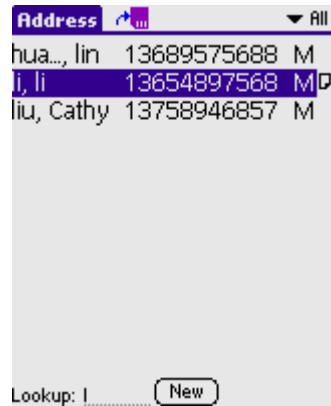 Address ▼ All
hua..., lin 13689575688 M
li, li 13654897568 M
liu, Cathy 13758946857 M
Lookup: l New